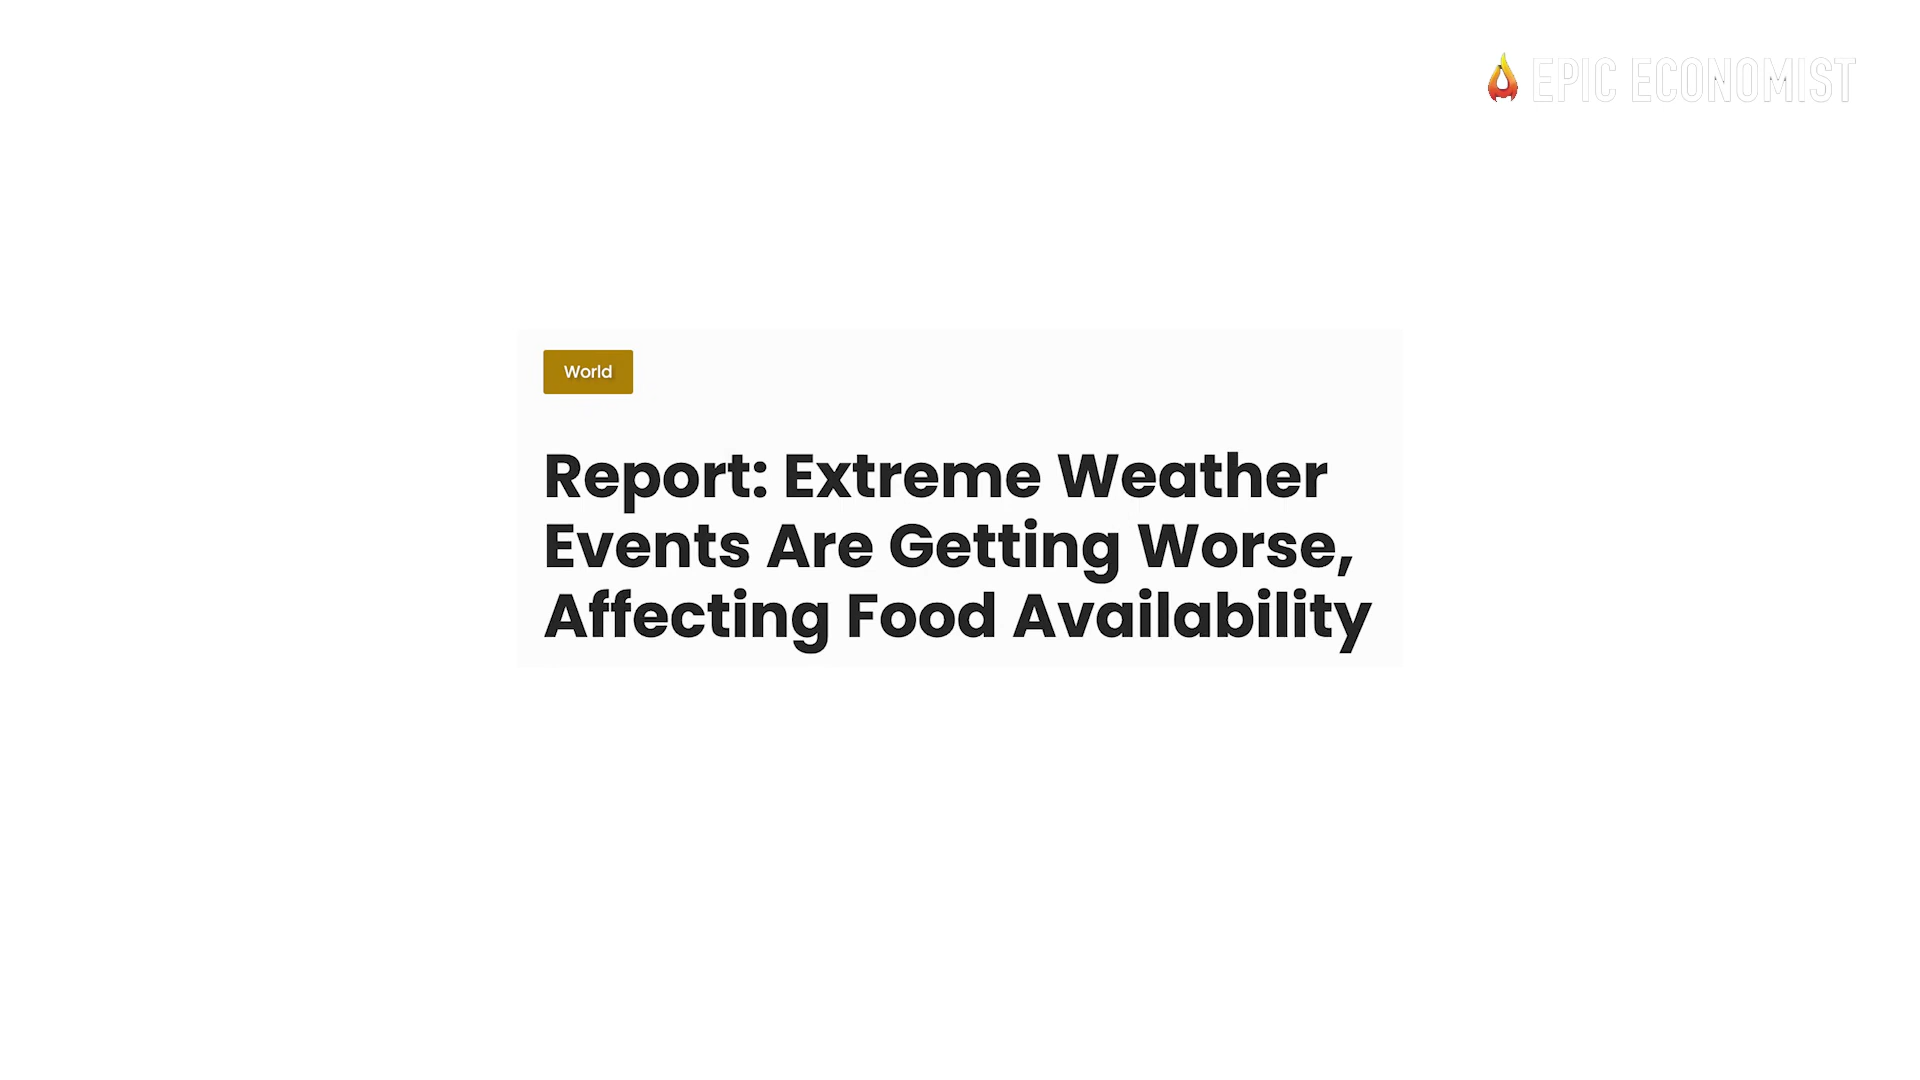 EPIC ECONOMIST
World
Report: Extreme Weather
Events Are Getting Worse,
Affecting Food Availability